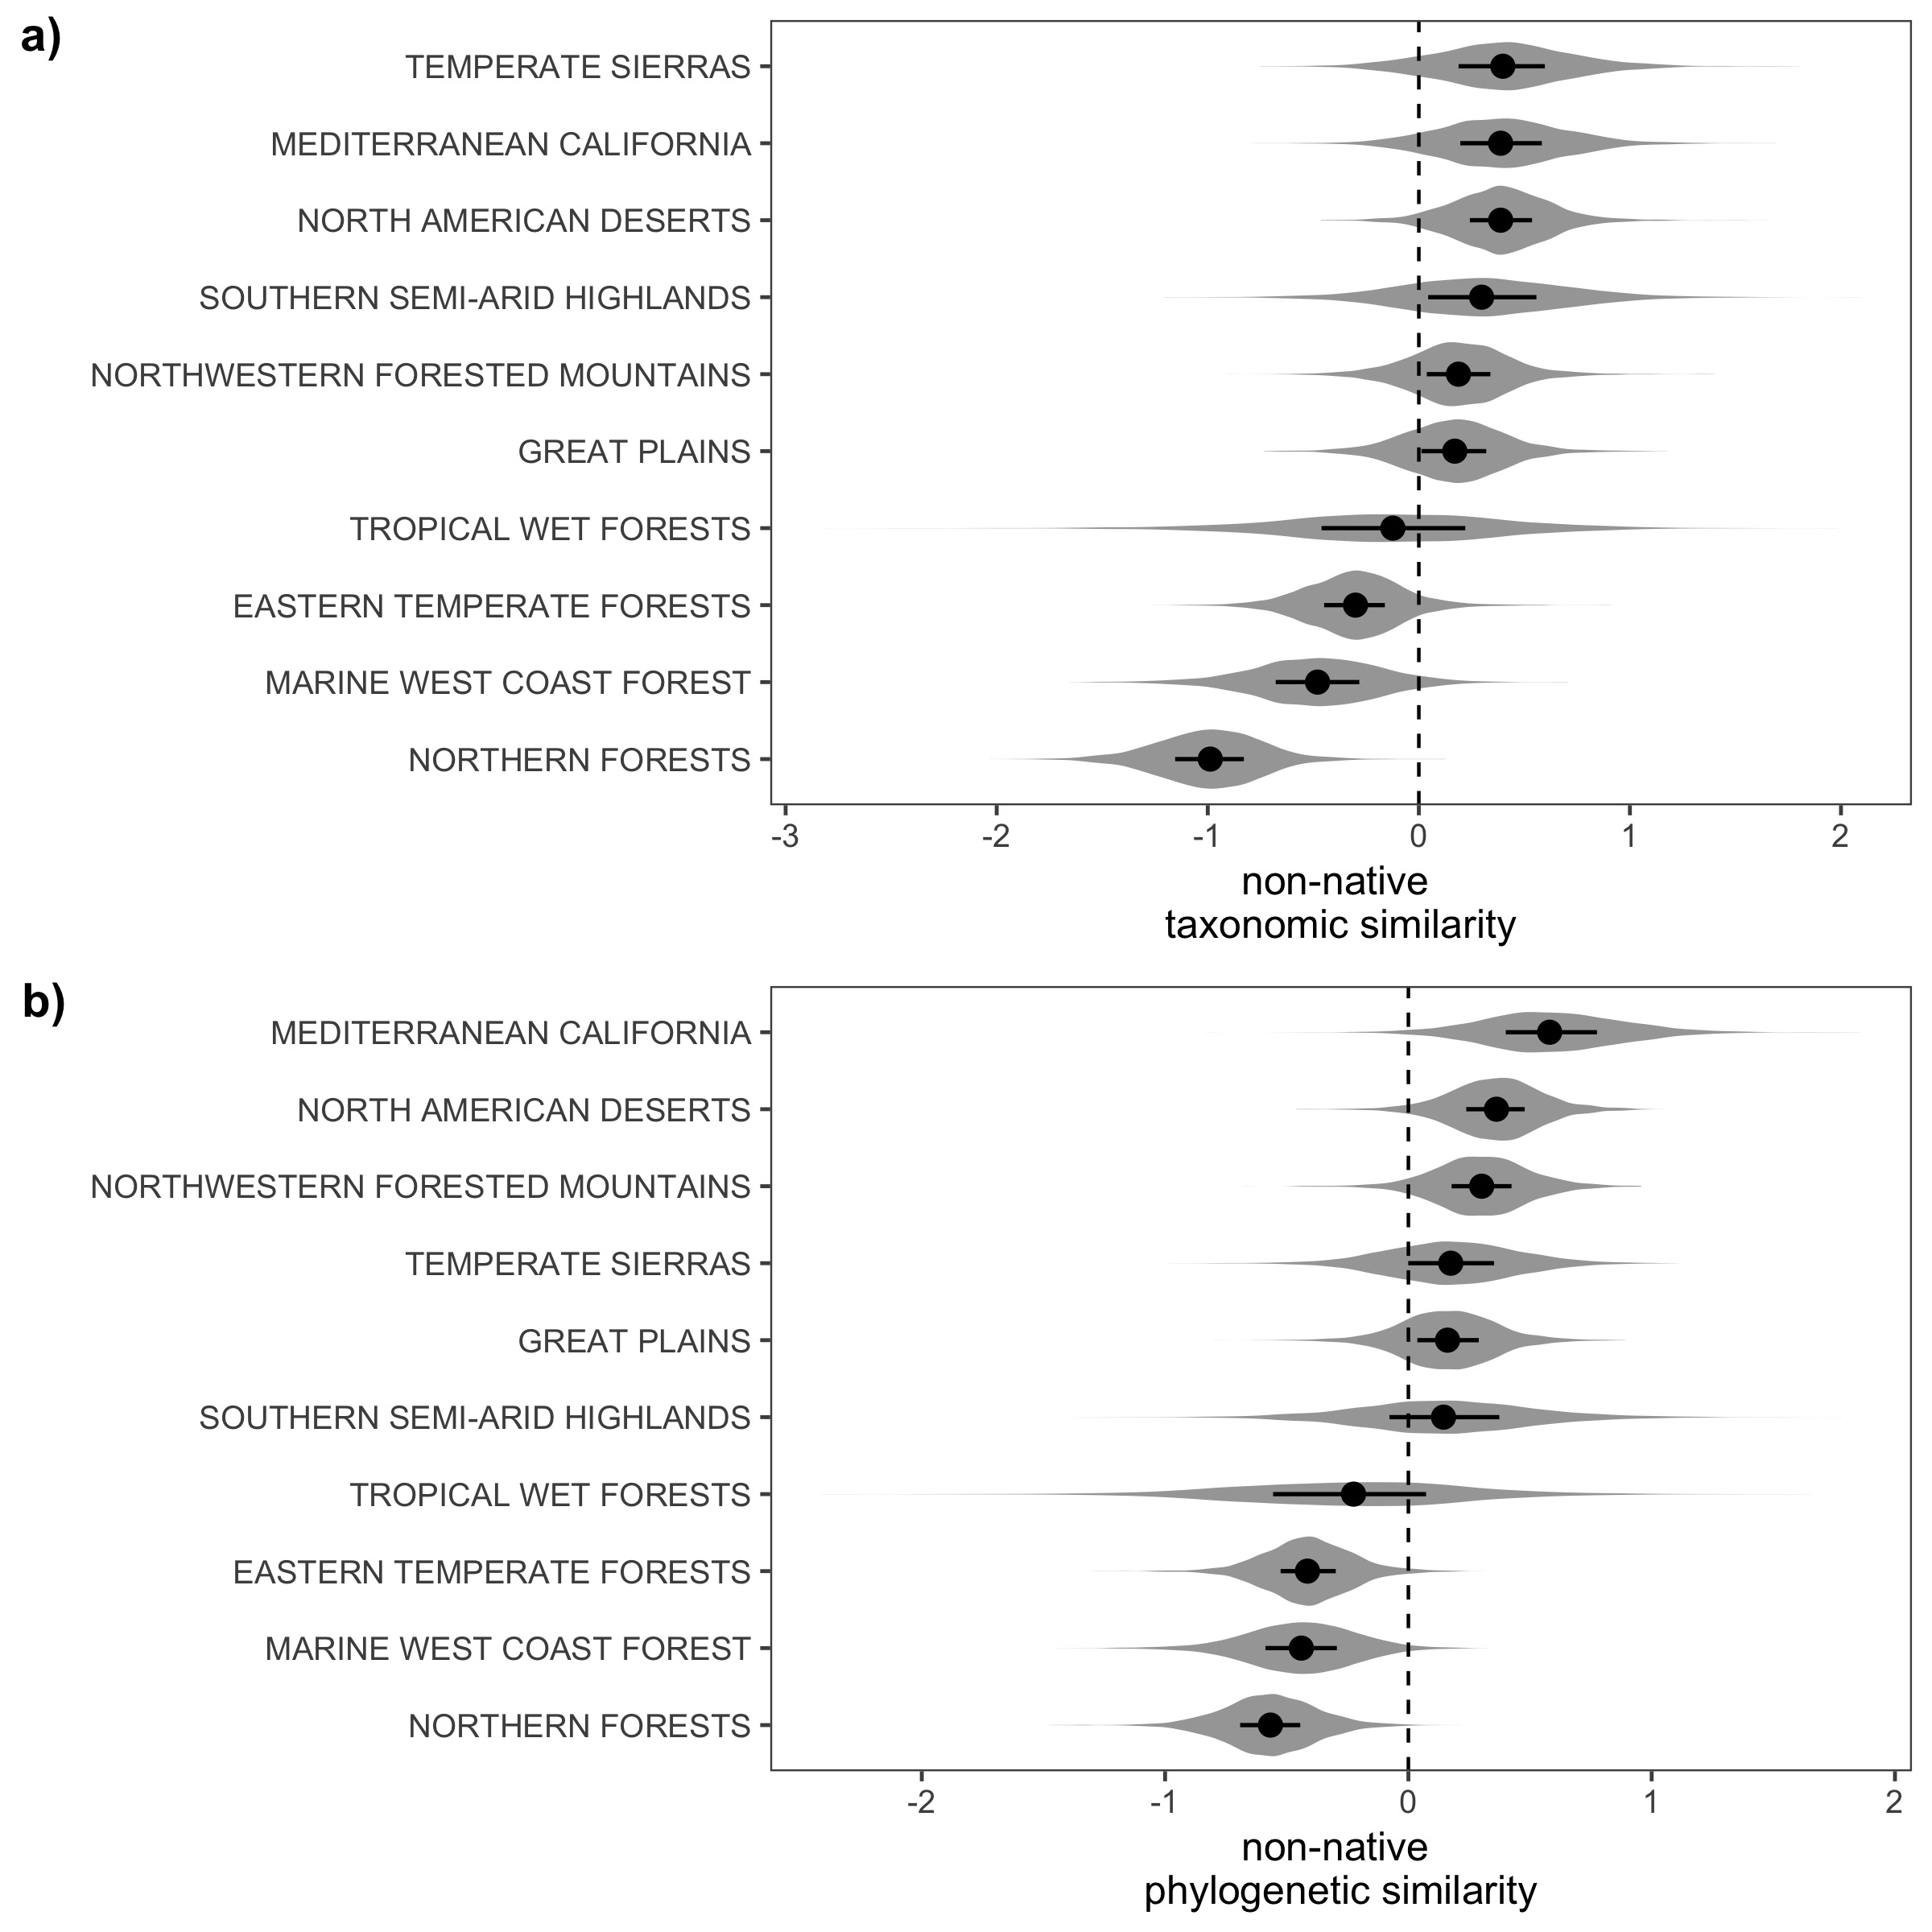 a)
TEMPERATE SIERRAS
MEDITERRANEAN CALIFORNIA
NORTH AMERICAN DESERTS
SOUTHERN SEMI-ARID HIGHLANDS
NORTHWESTERN FORESTED MOUNTAINS
GREAT PLAINS
TROPICAL WET FORESTS
EASTERN TEMPERATE FORESTS
MARINE WEST COAST FOREST
NORTHERN FORESTS
-3 -2 -1 0 1 2
non-native
taxonomic similarity
b)
MEDITERRANEAN CALIFORNIA
NORTH AMERICAN DESERTS
NORTHWESTERN FORESTED MOUNTAINS
TEMPERATE SIERRAS
GREAT PLAINS
SOUTHERN SEMI-ARID HIGHLANDS
TROPICAL WET FORESTS
EASTERN TEMPERATE FORESTS
MARINE WEST COAST FOREST
NORTHERN FORESTS
-2 -1 0 1 2
non-native
phylogenetic similarity